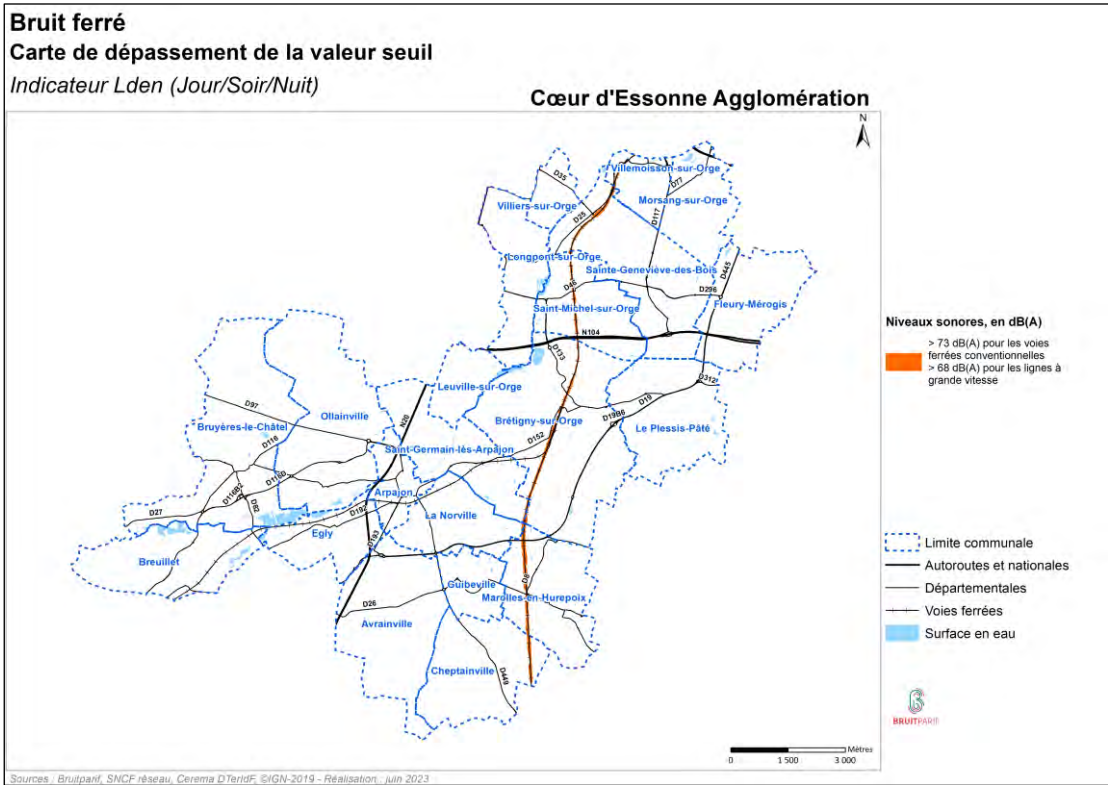 Bruit ferré
Carte de dépassement de la valeur seuil
Indicateur Lden (Jour/Soir/Nuit)
Cœur d'Essonne Agglomération
N
Villemoisson-sur-Orge
D35
D77
Villiers-sur-Orge
Morsang-sur-Orge
D25
D117
Longpont-sur-Orge
Sainte-Geneviève-des-Bois
D445
D46
D296
Fleury-Mérogis
Saint-Michel-sur-Orge
N104
D133
D312
Leuville-sur-Orge
D19
D97
Ollainville
N20
Brétigny-sur-Orge
D19B6
Bruyères-le-Châtel
D116
D152
Le Plessis-Pâté
Saint-Germain-lès-Arpajon
D116D
D116B2
Arpajon
D27
D82
D192
La Norville
Egly
D193
Breuillet
Guibeville
D8
Marolles-en-Hurepoix
D26
Avrainville
Cheptainville
D449
Niveaux sonores, en dB(A)
> 73 dB(A) pour les voies
ferrées conventionnelles
> 68 dB(A) pour les lignes à
grande vitesse
Limite communale
Autoroutes et nationales
Départementales
Voies ferrées
Surface en eau
BRUITPARIF
Mètres
0 1 500 3 000
Sources : Bruitparif, SNCF réseau, Cerema DTerIdF, ©IGN-2019 - Réalisation : juin 2023